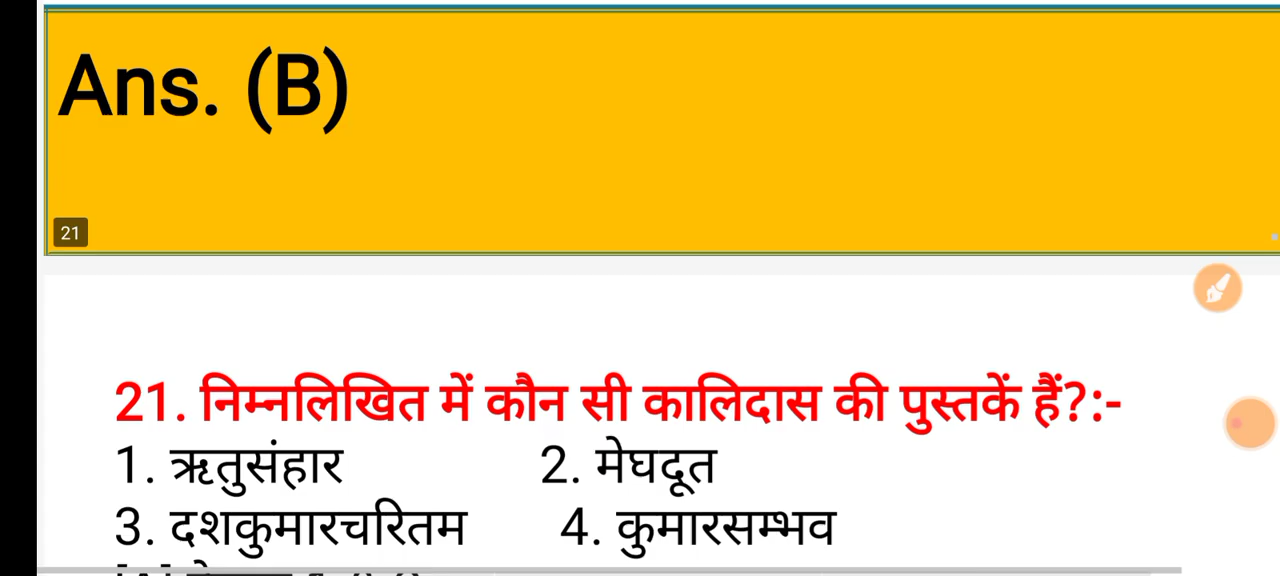 Ans. (B)
21
21. निम्नलिखित में कौन सी कालिदास की पुस्तकें हैं?:-
1. ऋतुसंहार 2. मेघदूत
3. दशकुमारचरितम 4. कुमारसम्भव